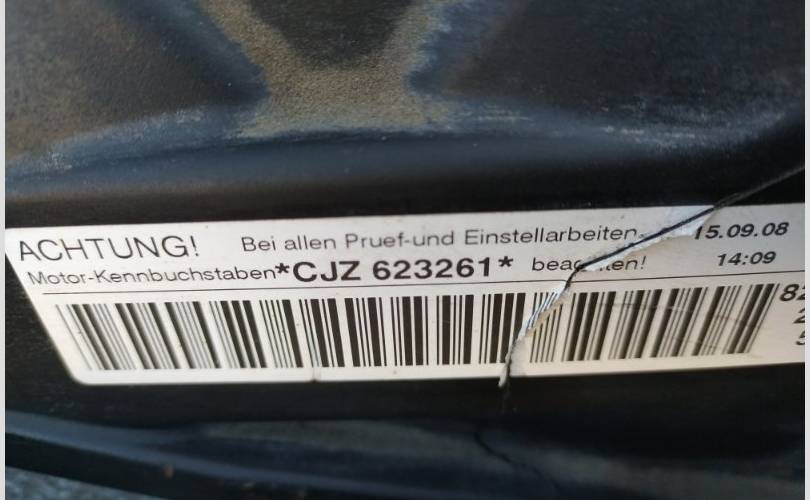 ACHTUNG! Bei allen Pruef-und Einstellarbeiten 15.09.08
Motor-Kennbuchstaben *CJZ 623261* 14:09